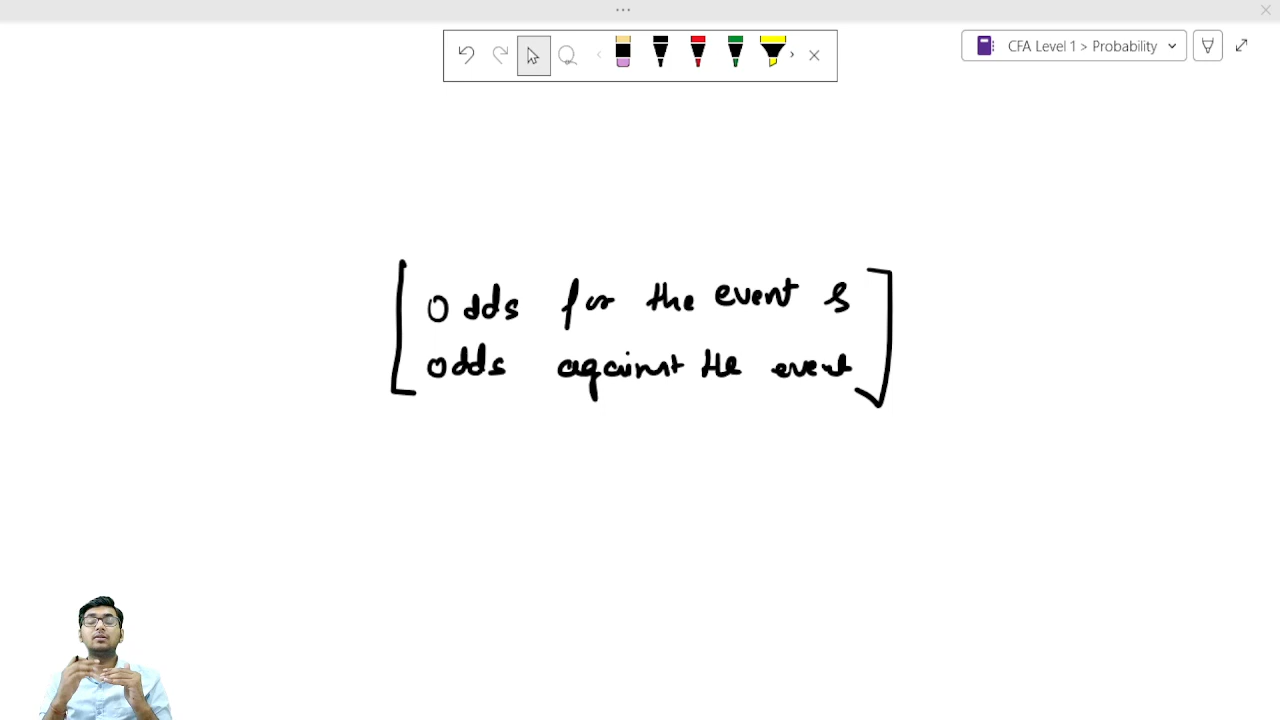 CFA Level 1 > Probability
Odds for the event &
Odds against the event